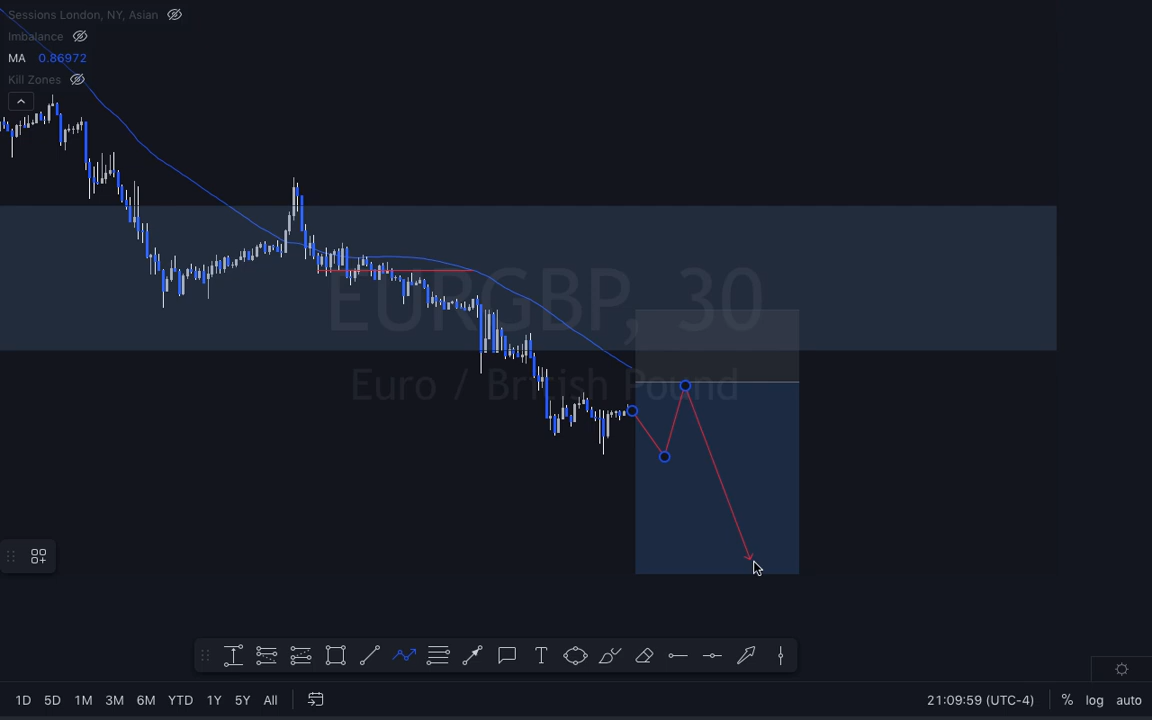 Sessions London, NY, Asian
Imbalance
MA 0.86972
Kill Zones
EURGBP, 30
Euro / British Pound
1D 5D 1M 3M 6M YTD 1Y 5Y All 21:09:59 (UTC-4) % log auto